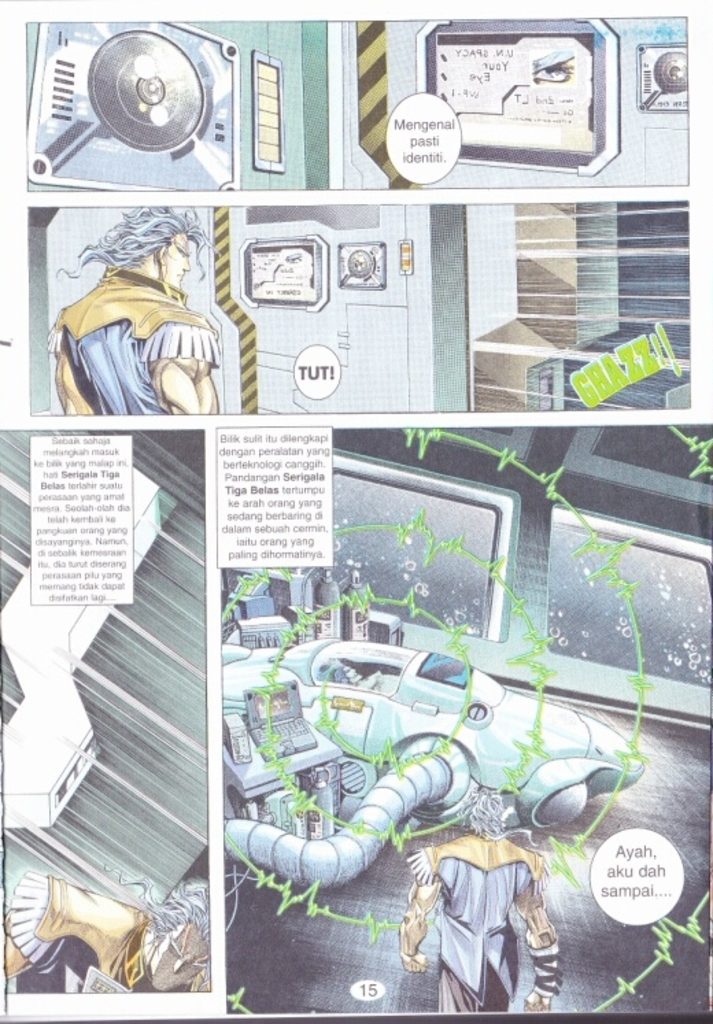 U.N. SPACY
Your
Eye
2nd LT
Mengenal
pasti
identiti.
TUT!
GHAZZ!!
Sebaik sahaja
melangkah masuk
ke bilik yang malap ini,
hati Serigala Tiga
Belas terlahir suatu
perasaan yang amat
mesra. Seolah-olah dia
telah kembali ke
pangkuan orang yang
disayanginya. Namun,
di sebalik kemesraan
itu, dia turut diserang
perasaan pilu yang
memang tidak dapat
disifatkan lagi....
Bilik sulit itu dilengkapi
dengan peralatan yang
berteknologi canggih.
Pandangan Serigala
Tiga Belas tertumpu
ke arah orang yang
sedang berbaring di
dalam sebuah cermin,
iaitu orang yang
paling dihormatinya.
Ayah,
aku dah
sampai....
15